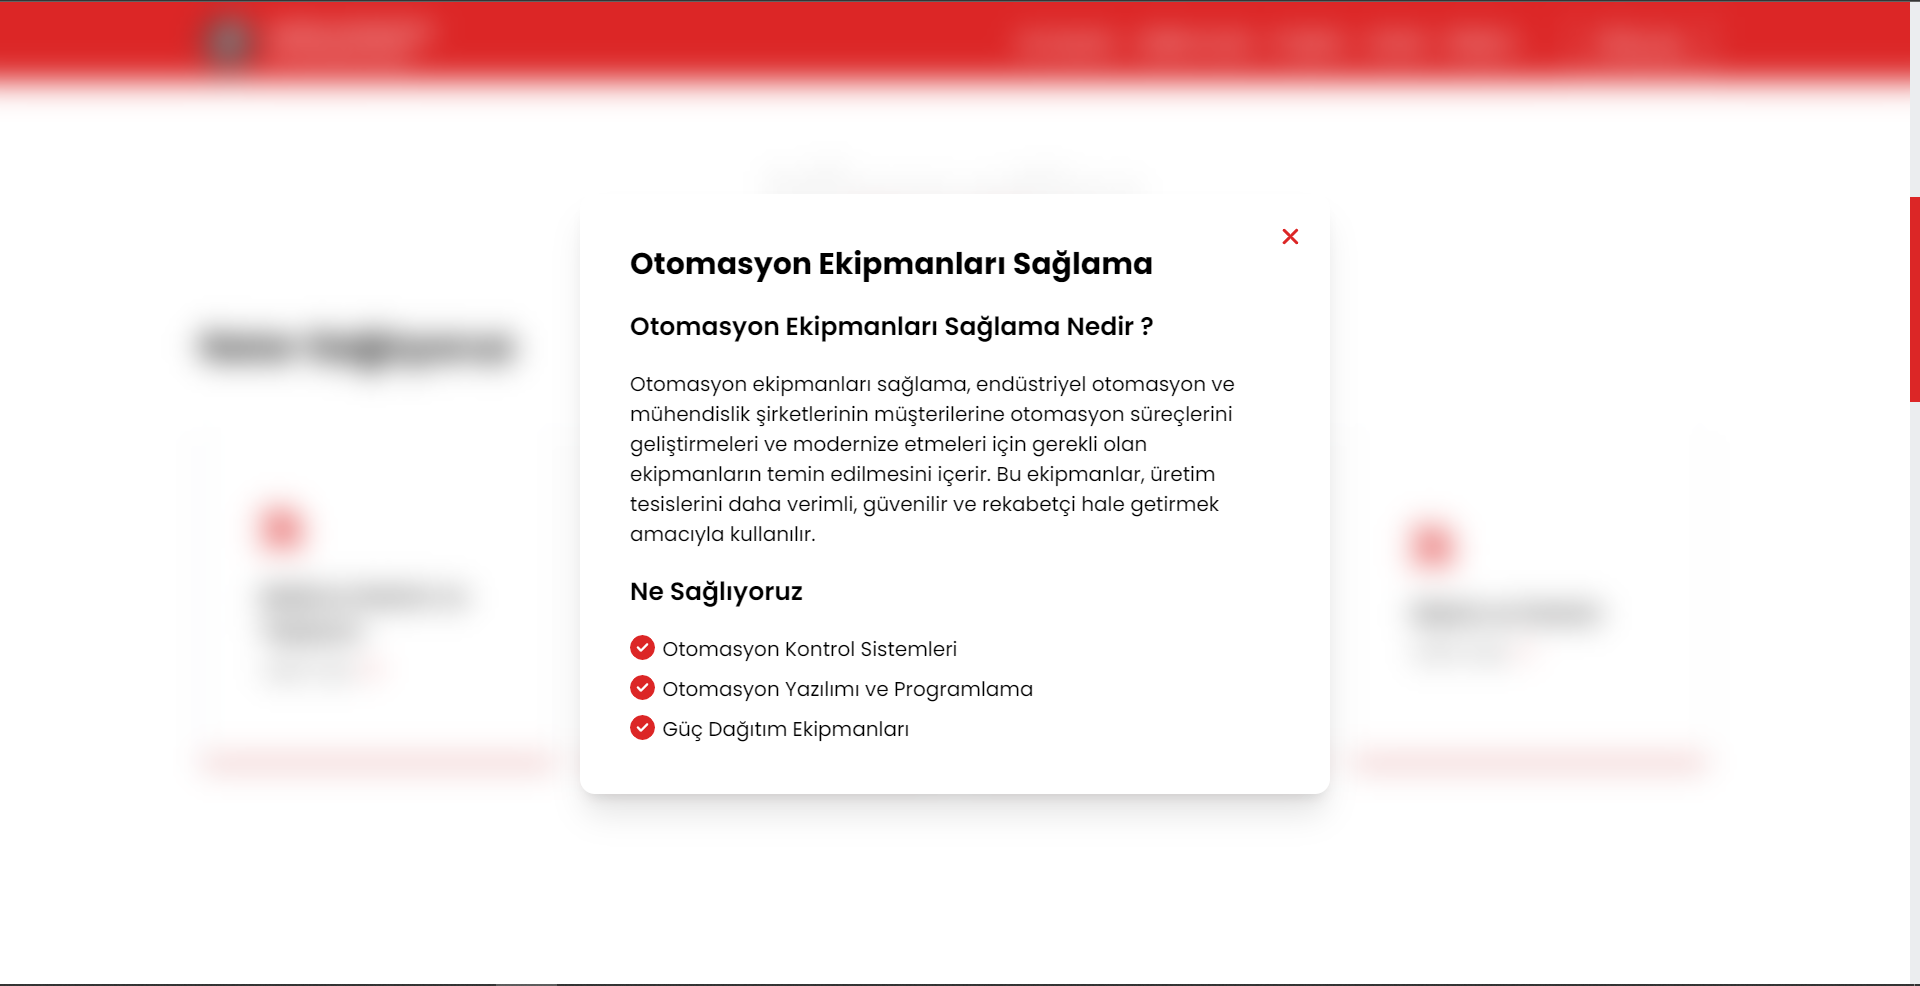 Otomasyon Ekipmanları Sağlama
Otomasyon Ekipmanları Sağlama Nedir ?
Otomasyon ekipmanları sağlama, endüstriyel otomasyon ve
mühendislik şirketlerinin müşterilerine otomasyon süreçlerini
geliştirmeleri ve modernize etmeleri için gerekli olan
ekipmanların temin edilmesini içerir. Bu ekipmanlar, üretim
tesislerini daha verimli, güvenilir ve rekabetçi hale getirmek
amacıyla kullanılır.
Ne Sağlıyoruz
Otomasyon Kontrol Sistemleri
Otomasyon Yazılımı ve Programlama
Güç Dağıtım Ekipmanları